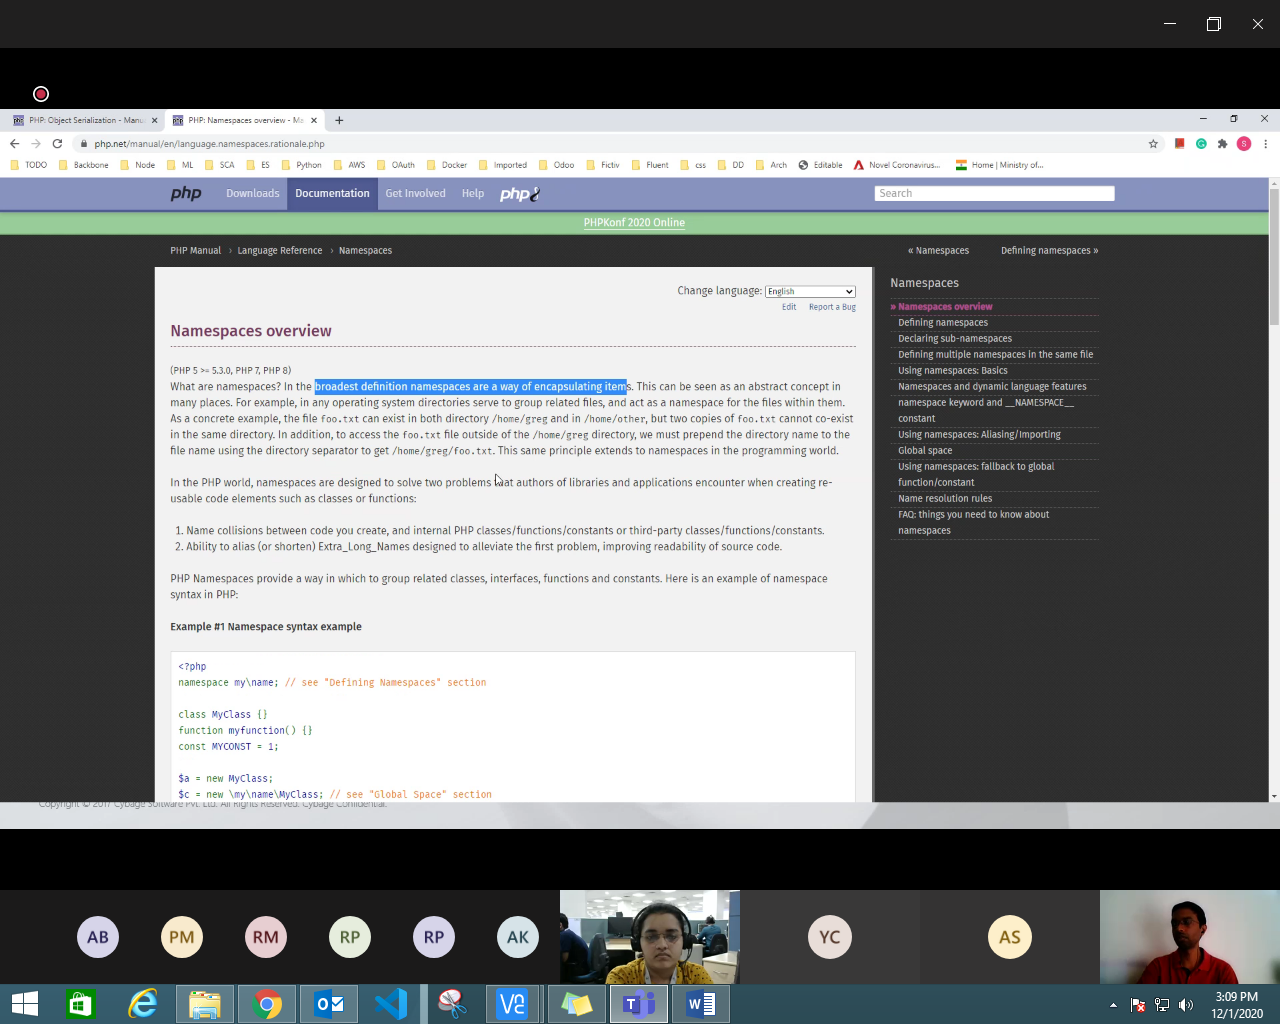 PHP: Object Serialization - Manu
PHP: Namespaces overview - Ma
php.net/manual/en/language.namespaces.rationale.php
TODO
Backbone
Node
ML
SCA
ES
Python
AWS
OAuth
Docker
Imported
Odoo
Fictiv
Fluent
css
DD
Arch
Editable
Novel Coronavirus...
Home | Ministry of...
php
Downloads
Documentation
Get Involved
Help
php8
Search
PHPKonf 2020 Online
PHP Manual › Language Reference › Namespaces
« Namespaces
Defining namespaces »
Change language: English
Edit Report a Bug
Namespaces overview
(PHP 5 >= 5.3.0, PHP 7, PHP 8)
What are namespaces? In the broadest definition namespaces are a way of encapsulating items. This can be seen as an abstract concept in
many places. For example, in any operating system directories serve to group related files, and act as a namespace for the files within them.
As a concrete example, the file foo.txt can exist in both directory /home/greg and in /home/other, but two copies of foo.txt cannot co-exist
in the same directory. In addition, to access the foo.txt file outside of the /home/greg directory, we must prepend the directory name to the
file name using the directory separator to get /home/greg/foo.txt. This same principle extends to namespaces in the programming world.
In the PHP world, namespaces are designed to solve two problems that authors of libraries and applications encounter when creating re-
usable code elements such as classes or functions:
1. Name collisions between code you create, and internal PHP classes/functions/constants or third-party classes/functions/constants.
2. Ability to alias (or shorten) Extra_Long_Names designed to alleviate the first problem, improving readability of source code.
PHP Namespaces provide a way in which to group related classes, interfaces, functions and constants. Here is an example of namespace
syntax in PHP:
Example #1 Namespace syntax example
<?php
namespace my\name; // see "Defining Namespaces" section
class MyClass {}
function myfunction() {}
const MYCONST = 1;
$a = new MyClass;
$c = new \my\name\MyClass; // see "Global Space" section
Namespaces
» Namespaces overview
Defining namespaces
Declaring sub-namespaces
Defining multiple namespaces in the same file
Using namespaces: Basics
Namespaces and dynamic language features
namespace keyword and __NAMESPACE__
constant
Using namespaces: Aliasing/Importing
Global space
Using namespaces: fallback to global
function/constant
Name resolution rules
FAQ: things you need to know about
namespaces
Copyright © 2017 Cybage Software Pvt. Ltd. All Rights Reserved. Cybage Confidential.
AB
PM
RM
RP
RP
AK
YC
AS
3:09 PM
12/1/2020